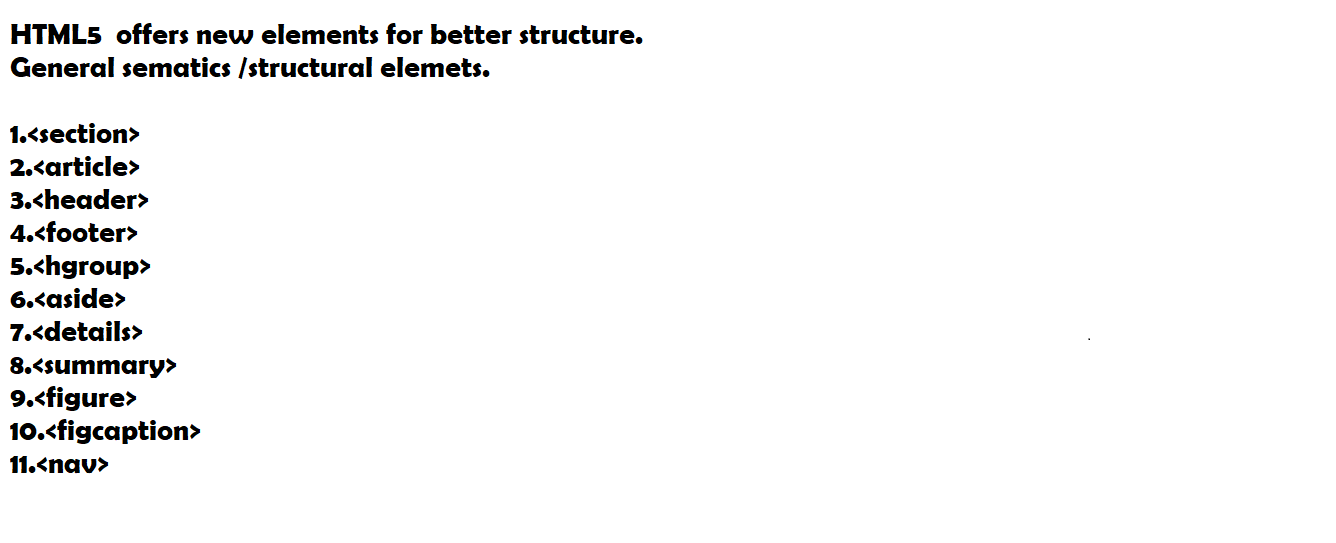 HTML5  offers new elements for better structure.
General sematics /structural elemets.
1.<section>
2.<article>
3.<header>
4.<footer>
5.<hgroup>
6.<aside>
7.<details>
8.<summary>
9.<figure>
10.<figcaption>
11.<nav>